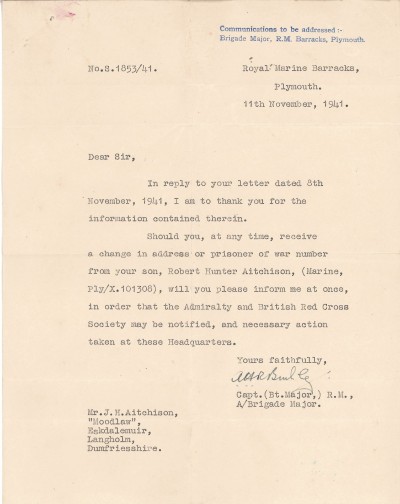 Communications to be addressed:-
Brigade Major, R.M. Barracks, Plymouth.
No.S.1853/41.
Royal Marine Barracks,
Plymouth.
11th November, 1941.
Dear Sir,
In reply to your letter dated 8th
November, 1941, I am to thank you for the
information contained therein.
Should you, at any time, receive
a change in address or prisoner of war number
from your son, Robert Hunter Aitchison, (Marine,
Ply/X.101308), will you please inform me at once,
in order that the Admiralty and British Red Cross
Society may be notified, and necessary action
taken at these Headquarters.
Yours faithfully,
Capt.(Bt.Major,) R.M.,
A/Brigade Major.
Mr.J.H.Aitchison,
"Moodlaw",
Eskdalemuir,
Langholm,
Dumfriesshire.